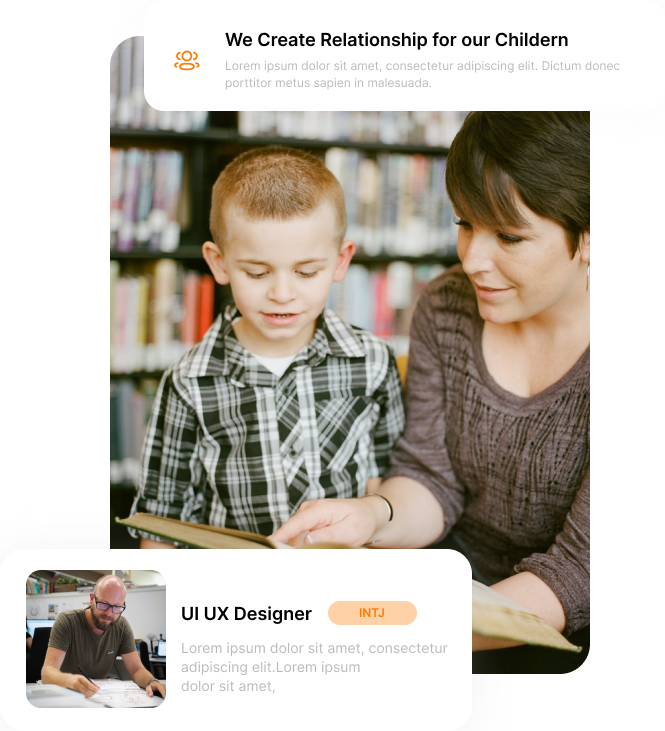 We Create Relationship for our Childern
Lorem ipsum dolor sit amet, consectetur adipiscing elit. Dictum donec
porttitor metus sapien in malesuada.
UI UX Designer
INTJ
Lorem ipsum dolor sit amet, consectetur
adipiscing elit.Lorem ipsum
dolor sit amet,